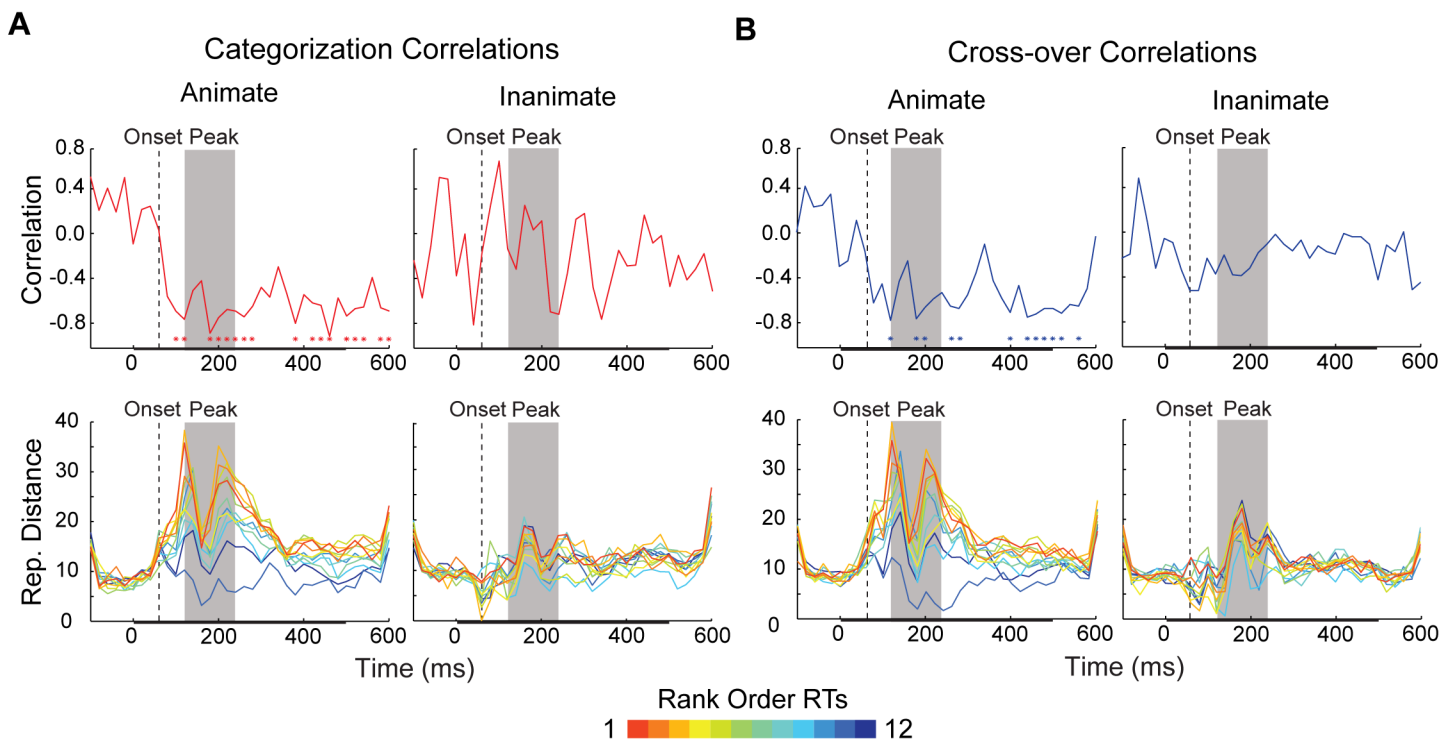 A
B
Categorization Correlations
Cross-over Correlations
Animate
Inanimate
Animate
Inanimate
Onset Peak
Onset Peak
Onset Peak
Onset Peak
Correlation
0.8
0.4
0.0
-0.4
-0.8
0.8
0.4
0.0
-0.4
-0.8
* * * * * * * * * * * * * * * * *
* * * * * * * * * * * *
0 200 400 600
0 200 400 600
0 200 400 600
0 200 400 600
Onset Peak
Onset Peak
Onset Peak
Onset Peak
Rep. Distance
40
30
20
10
0
40
30
20
10
0
0 200 400 600
0 200 400 600
0 200 400 600
0 200 400 600
Time (ms)
Time (ms)
Rank Order RTs
1 12